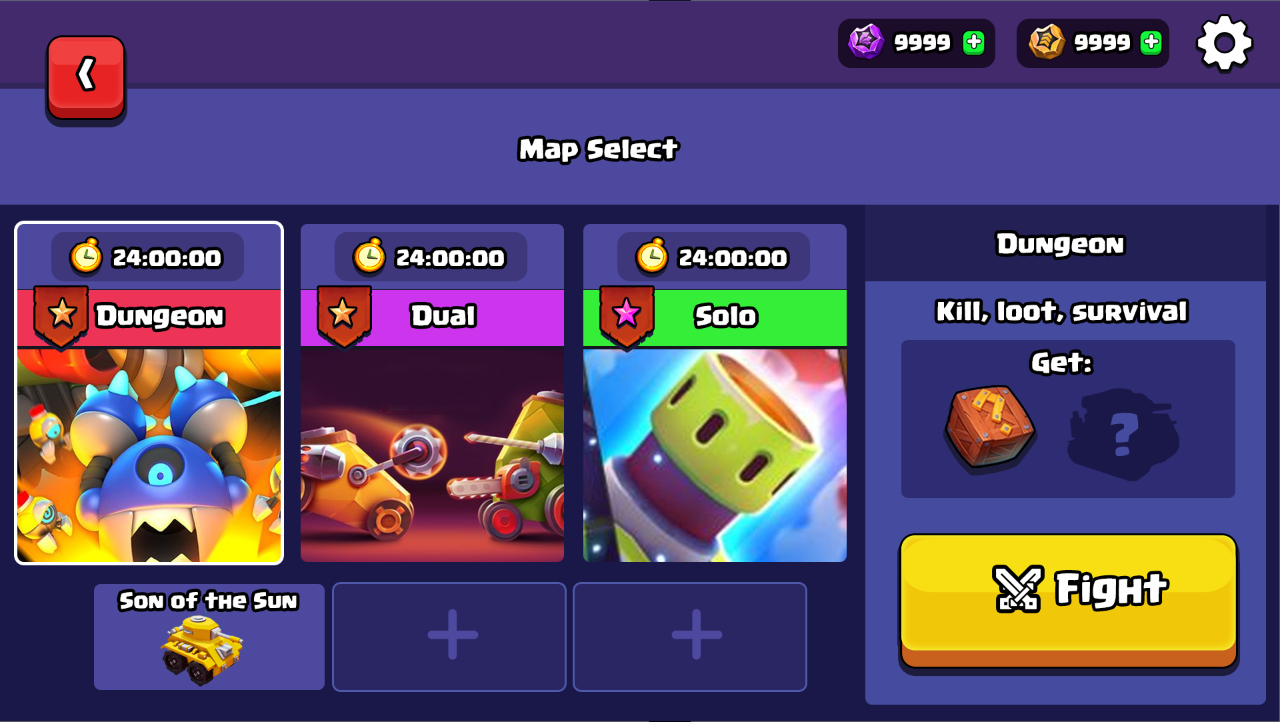 9999
9999
Map Select
24:00:00
24:00:00
24:00:00
Dungeon
Dungeon
Dual
Solo
Kill, loot, survival
Get:
?
Fight
Son of the Sun